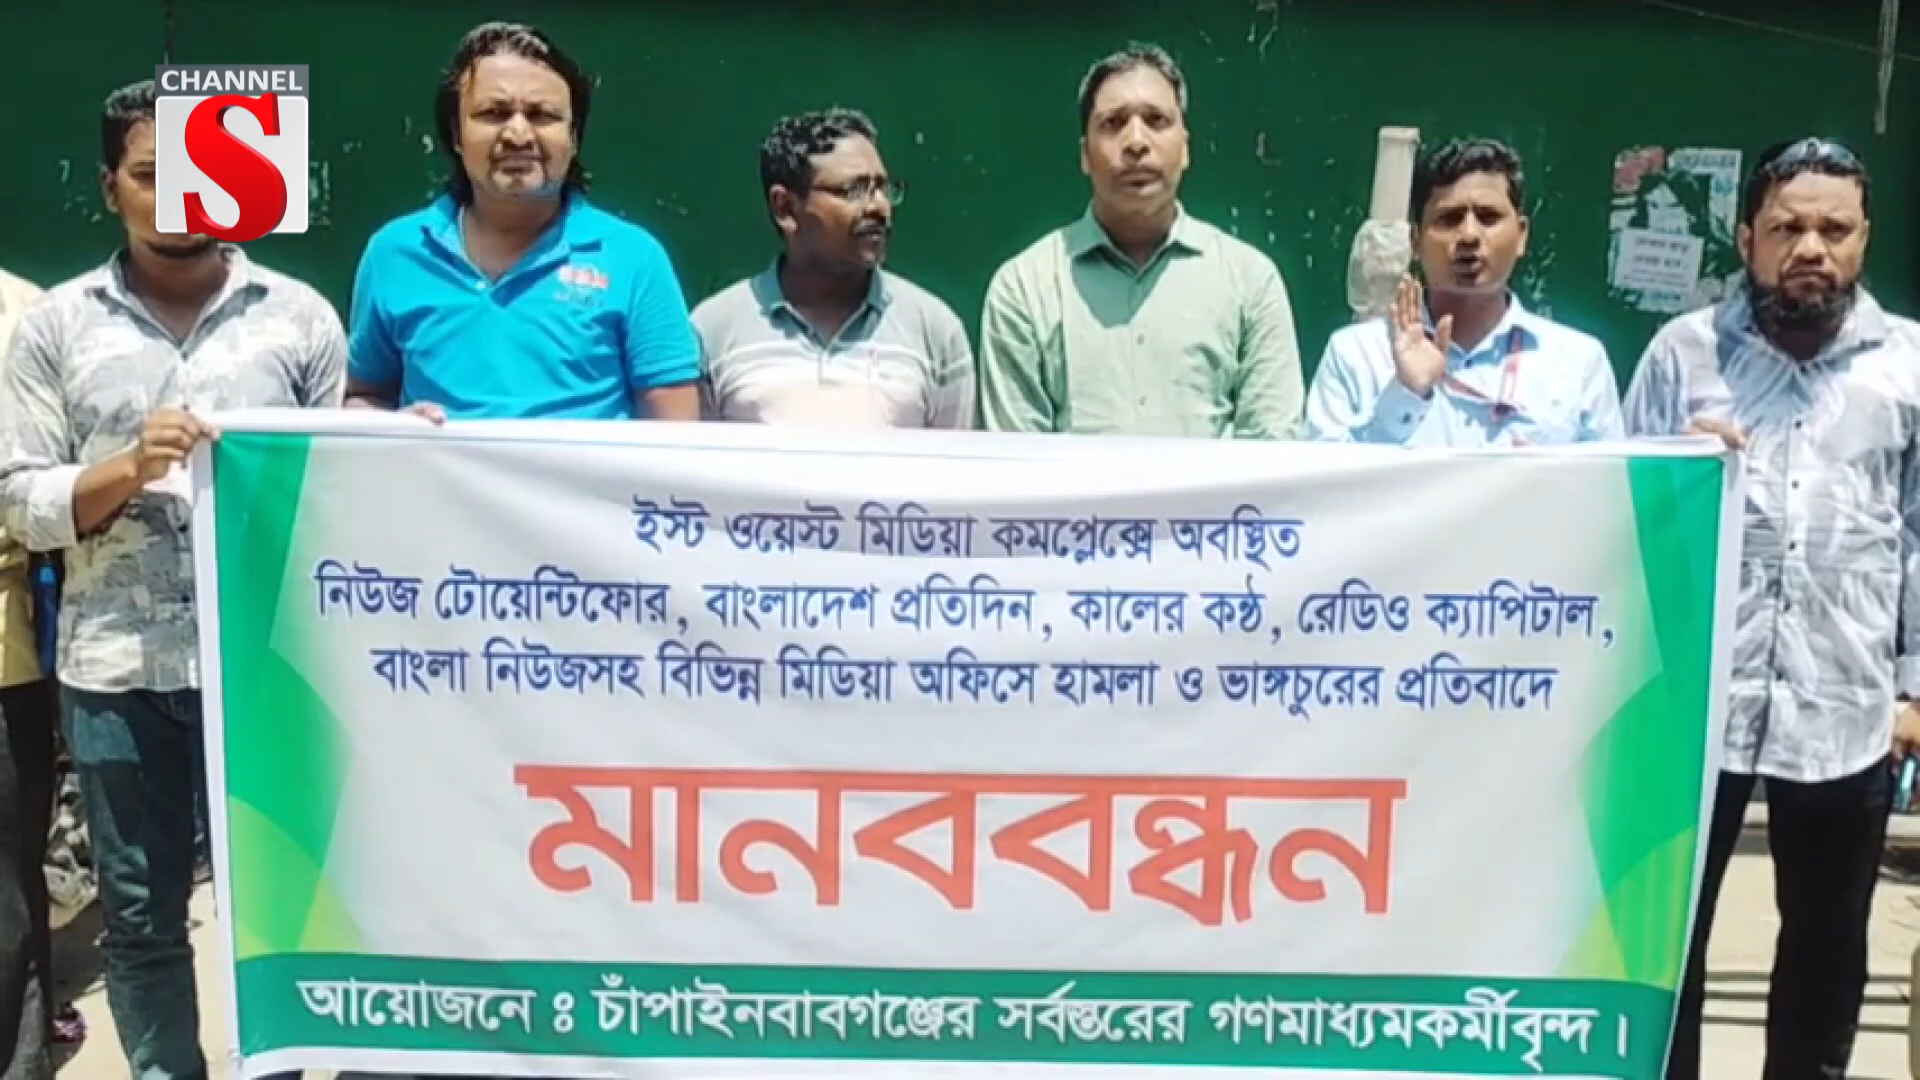 CHANNEL
S
ইস্ট ওয়েস্ট মিডিয়া কমপ্লেক্সে অবস্থিত
নিউজ টোয়েন্টিফোর, বাংলাদেশ প্রতিদিন, কালের কন্ঠ, রেডিও ক্যাপিটাল,
বাংলা নিউজসহ বিভিন্ন মিডিয়া অফিসে হামলা ও ভাঙ্গচুরের প্রতিবাদে
মানববন্ধন
আয়োজনে ঃ চাঁপাইনবাবগঞ্জের সর্বস্তরের গণমাধ্যমকর্মীবৃন্দ।